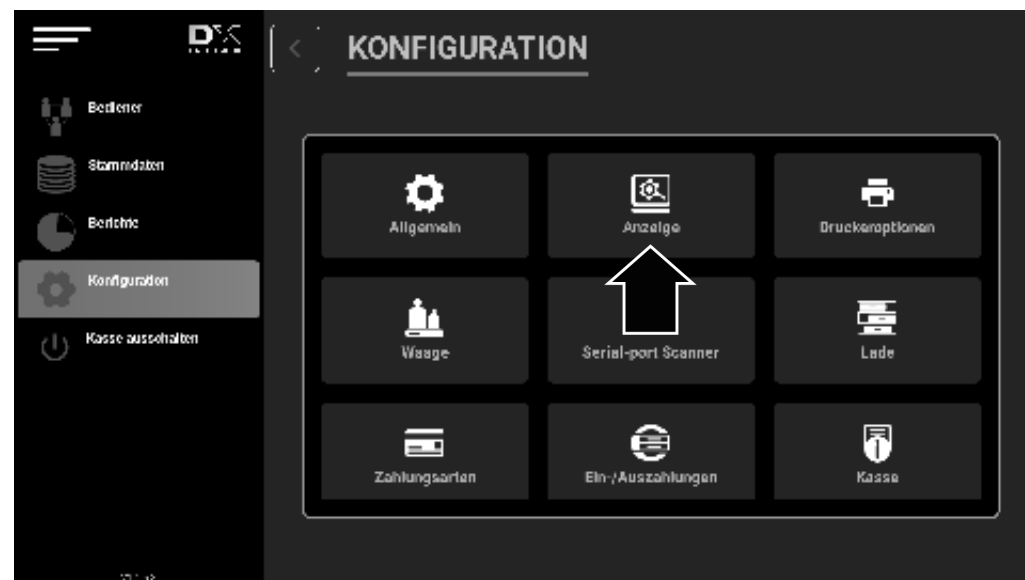 DX
KONFIGURATION
Bediener
Stammdaten
Berichte
Konfiguration
Kasse ausschalten
Allgemein
Anzeige
Druckeroptionen
Waage
Serial-port Scanner
Lade
Zahlungsarten
Ein-/Auszahlungen
Kasse